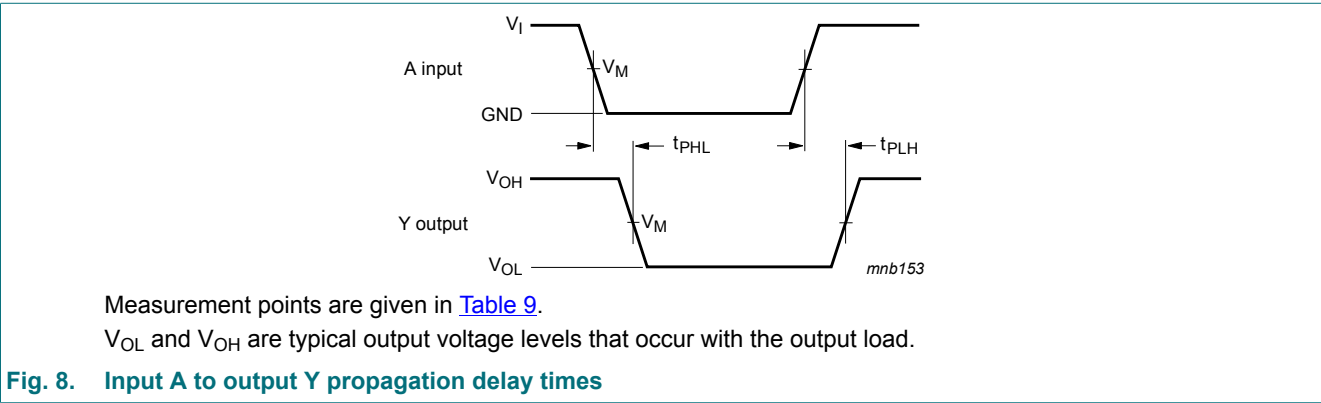 V_I
A input
V_M
GND
t_PHL
t_PLH
V_OH
Y output
V_M
V_OL
mnb153
Measurement points are given in Table 9.
V_OL and V_OH are typical output voltage levels that occur with the output load.
Fig. 8. Input A to output Y propagation delay times